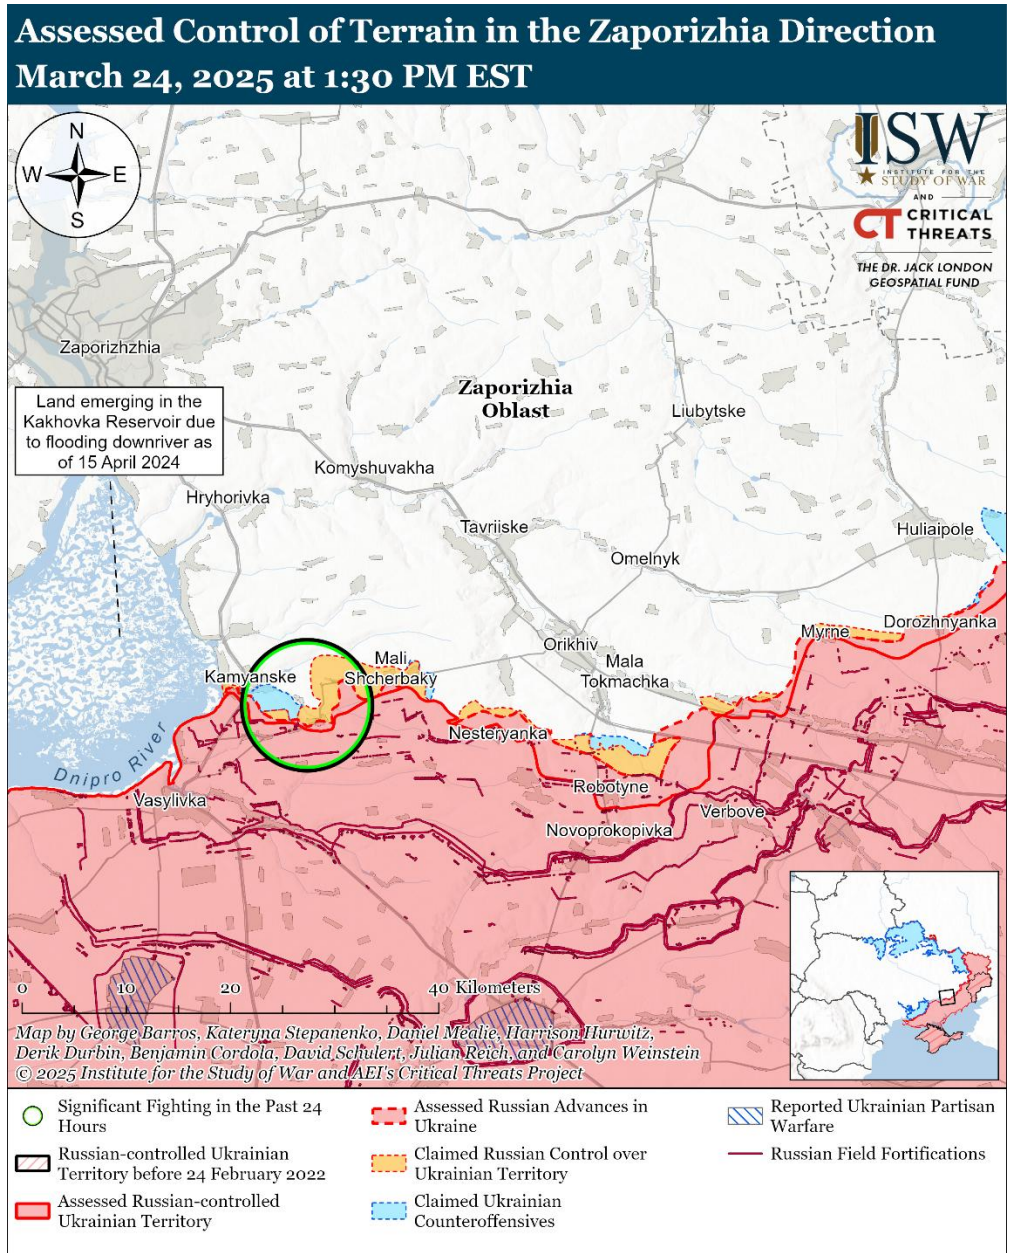 Assessed Control of Terrain in the Zaporizhia Direction
March 24, 2025 at 1:30 PM EST
N
W
E
S
ISW
INSTITUTE FOR THE
STUDY OF WAR
AND
CT CRITICAL
THREATS
THE DR. JACK LONDON
GEOSPATIAL FUND
Zaporizhzhia
Land emerging in the
Kakhovka Reservoir due
to flooding downriver as
of 15 April 2024
Zaporizhia
Oblast
Liubytske
Komyshuvakha
Hryhorivka
Tavriiske
Huliaipole
Omelnyk
Dorozhnyanka
Myrne
Orikhiv
Mala
Tokmachka
Mali
Shcherbaky
Kamyanske
Nesteryanka
Dnipro River
Robotyne
Vasylivka
Verbove
Novoprokopivka
0
10
20
40 Kilometers
Map by George Barros, Kateryna Stepanenko, Daniel Mealie, Harrison Hurwitz,
Derik Durbin, Benjamin Cordola, David Schulert, Julian Reich, and Carolyn Weinstein
© 2025 Institute for the Study of War and AEI's Critical Threats Project
Significant Fighting in the Past 24
Hours
Russian-controlled Ukrainian
Territory before 24 February 2022
Assessed Russian-controlled
Ukrainian Territory
Assessed Russian Advances in
Ukraine
Claimed Russian Control over
Ukrainian Territory
Claimed Ukrainian
Counteroffensives
Reported Ukrainian Partisan
Warfare
Russian Field Fortifications